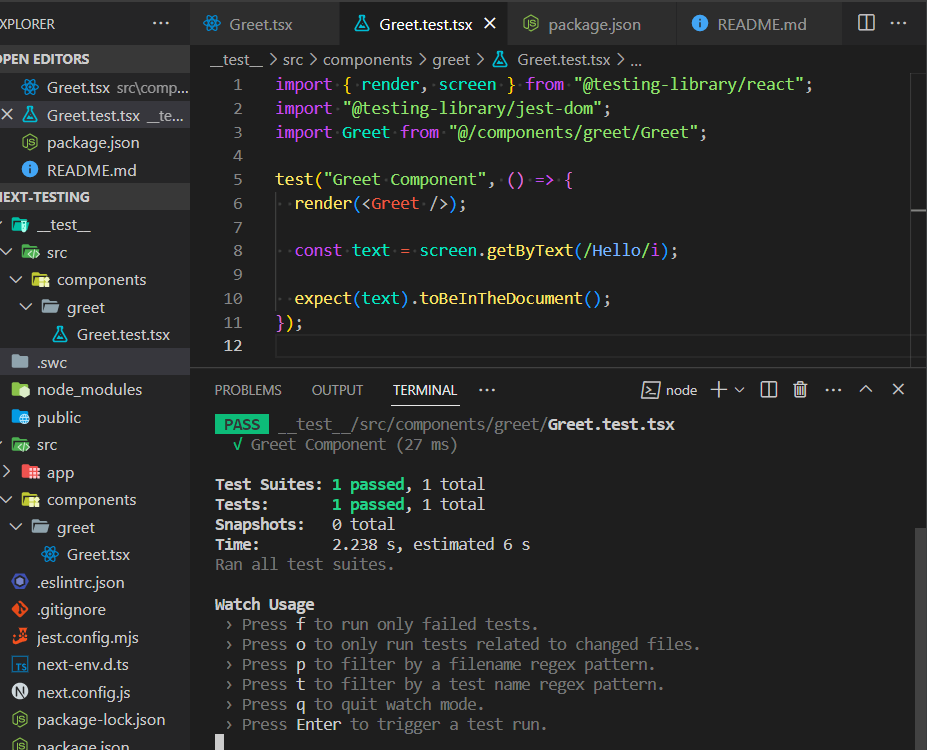 XPLORER
···
Greet.tsx
Greet.test.tsx
package.json
README.md
···
OPEN EDITORS
Greet.tsx src\comp...
Greet.test.tsx __te...
package.json
README.md
EXT-TESTING
__test__
src
components
greet
Greet.test.tsx
.swc
node_modules
public
src
app
components
greet
Greet.tsx
.eslintrc.json
.gitignore
jest.config.mjs
TS next-env.d.ts
N next.config.js
package-lock.json
package.json
__test__ > src > components > greet > Greet.test.tsx > ...
1 import { render, screen } from "@testing-library/react";
2 import "@testing-library/jest-dom";
3 import Greet from "@/components/greet/Greet";
4
5 test("Greet Component", () => {
6 render(<Greet />);
7
8 const text = screen.getByText(/Hello/i);
9
10 expect(text).toBeInTheDocument();
11 });
12
PROBLEMS OUTPUT TERMINAL ··· node ···
PASS __test__/src/components/greet/Greet.test.tsx
√ Greet Component (27 ms)
Test Suites: 1 passed, 1 total
Tests: 1 passed, 1 total
Snapshots: 0 total
Time: 2.238 s, estimated 6 s
Ran all test suites.
Watch Usage
› Press f to run only failed tests.
› Press o to only run tests related to changed files.
› Press p to filter by a filename regex pattern.
› Press t to filter by a test name regex pattern.
› Press q to quit watch mode.
› Press Enter to trigger a test run.